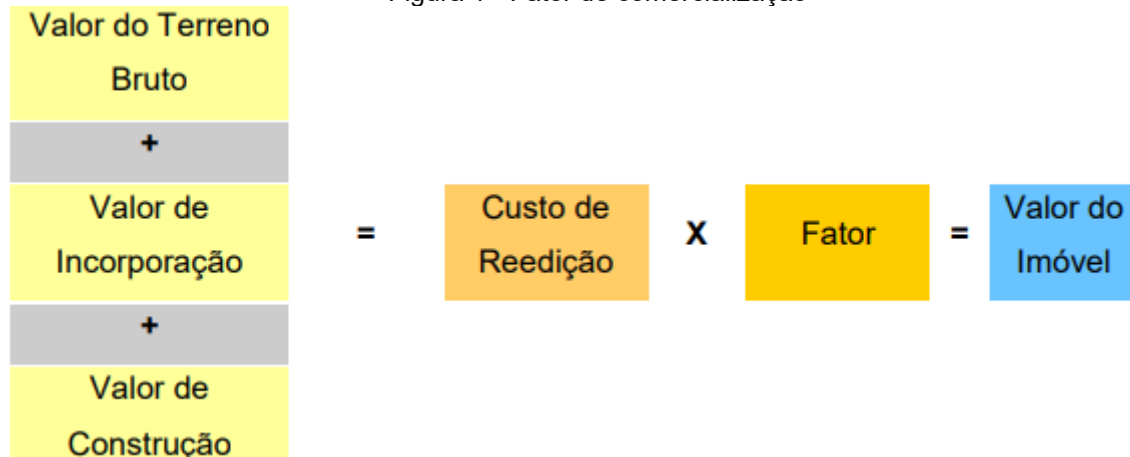 Valor do Terreno
Bruto
+
Valor de
Incorporação
+
Valor de
Construção
=
Custo de
Reedição
X
Fator
=
Valor do
Imóvel